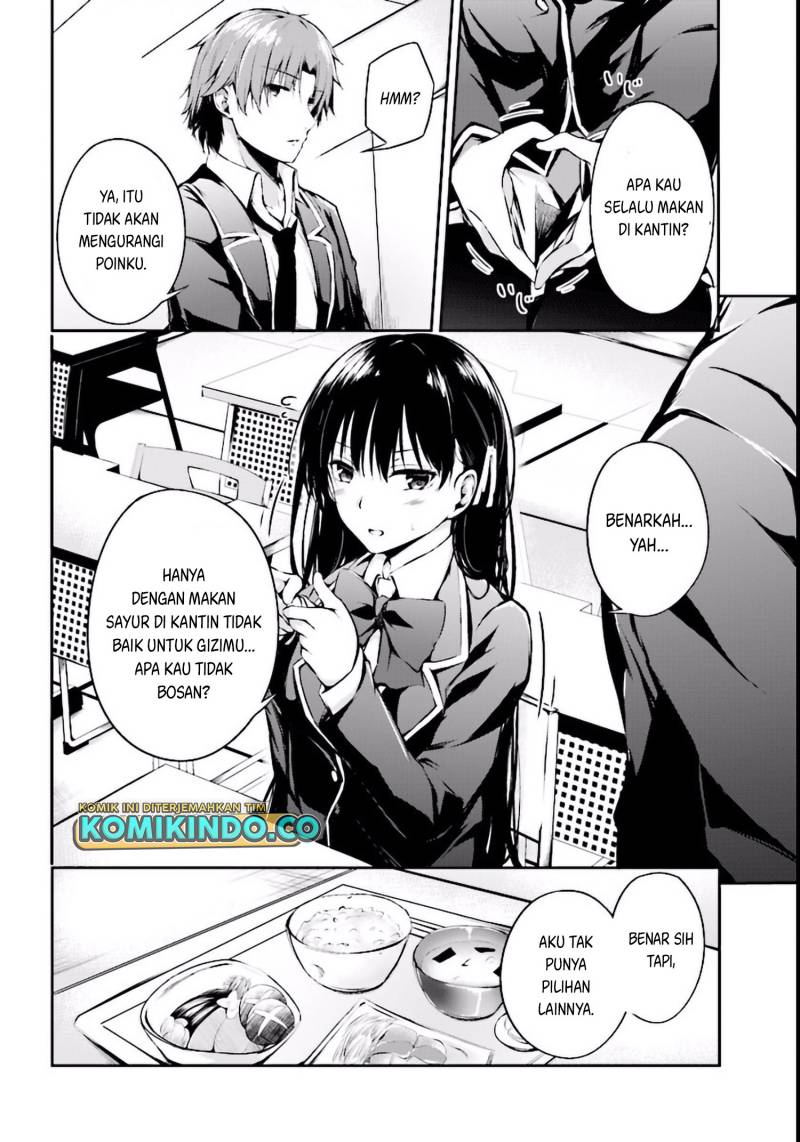 APA KAU
SELALU MAKAN
DI KANTIN?
HMM?
YA, ITU
TIDAK AKAN
MENGURANGI
POINKU.
BENARKAH...
YAH...
HANYA
DENGAN MAKAN
SAYUR DI KANTIN TIDAK
BAIK UNTUK GIZIMU...
APA KAU TIDAK
BOSAN?
KOMIK INI DITERJEMAHKAN TIM
KOMIKINDO.CO
BENAR SIH
TAPI,
AKU TAK
PUNYA
PILIHAN
LAINNYA.